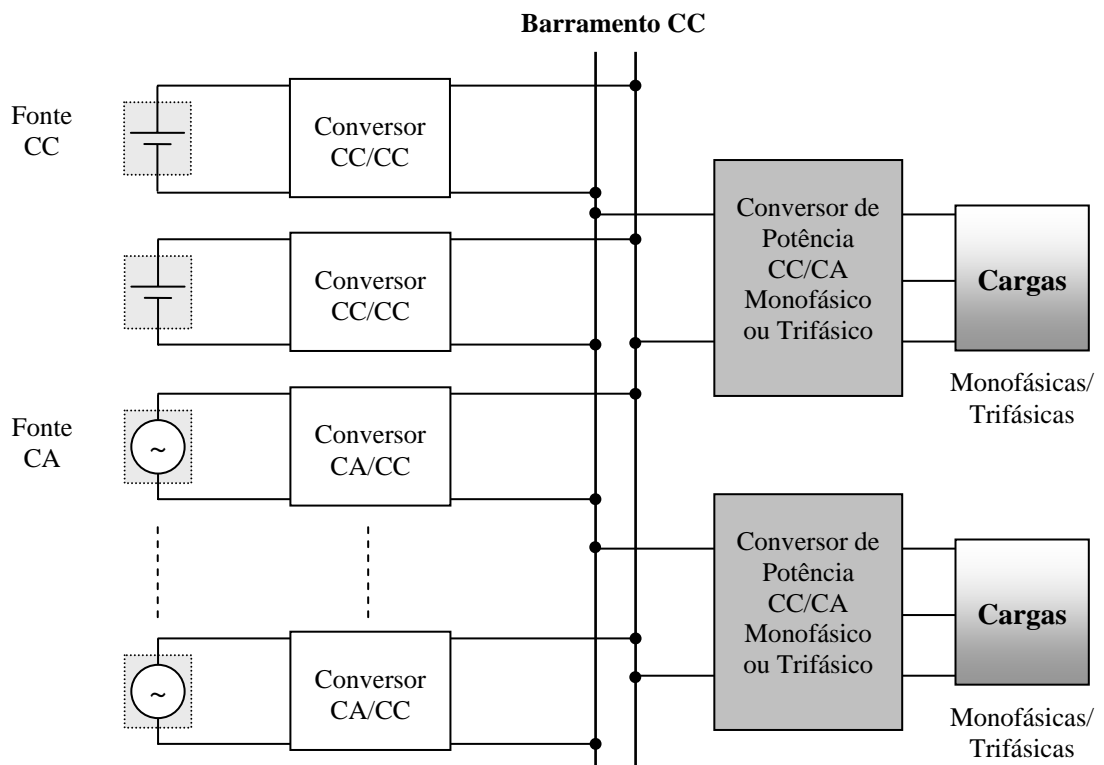 Barramento CC
Fonte
CC
Conversor
CC/CC
Conversor
CC/CC
Conversor de
Potência
CC/CA
Monofásico
ou Trifásico
Cargas
Monofásicas/
Trifásicas
Fonte
CA
~
Conversor
CA/CC
Conversor de
Potência
CC/CA
Monofásico
ou Trifásico
Cargas
Monofásicas/
Trifásicas
~
Conversor
CA/CC